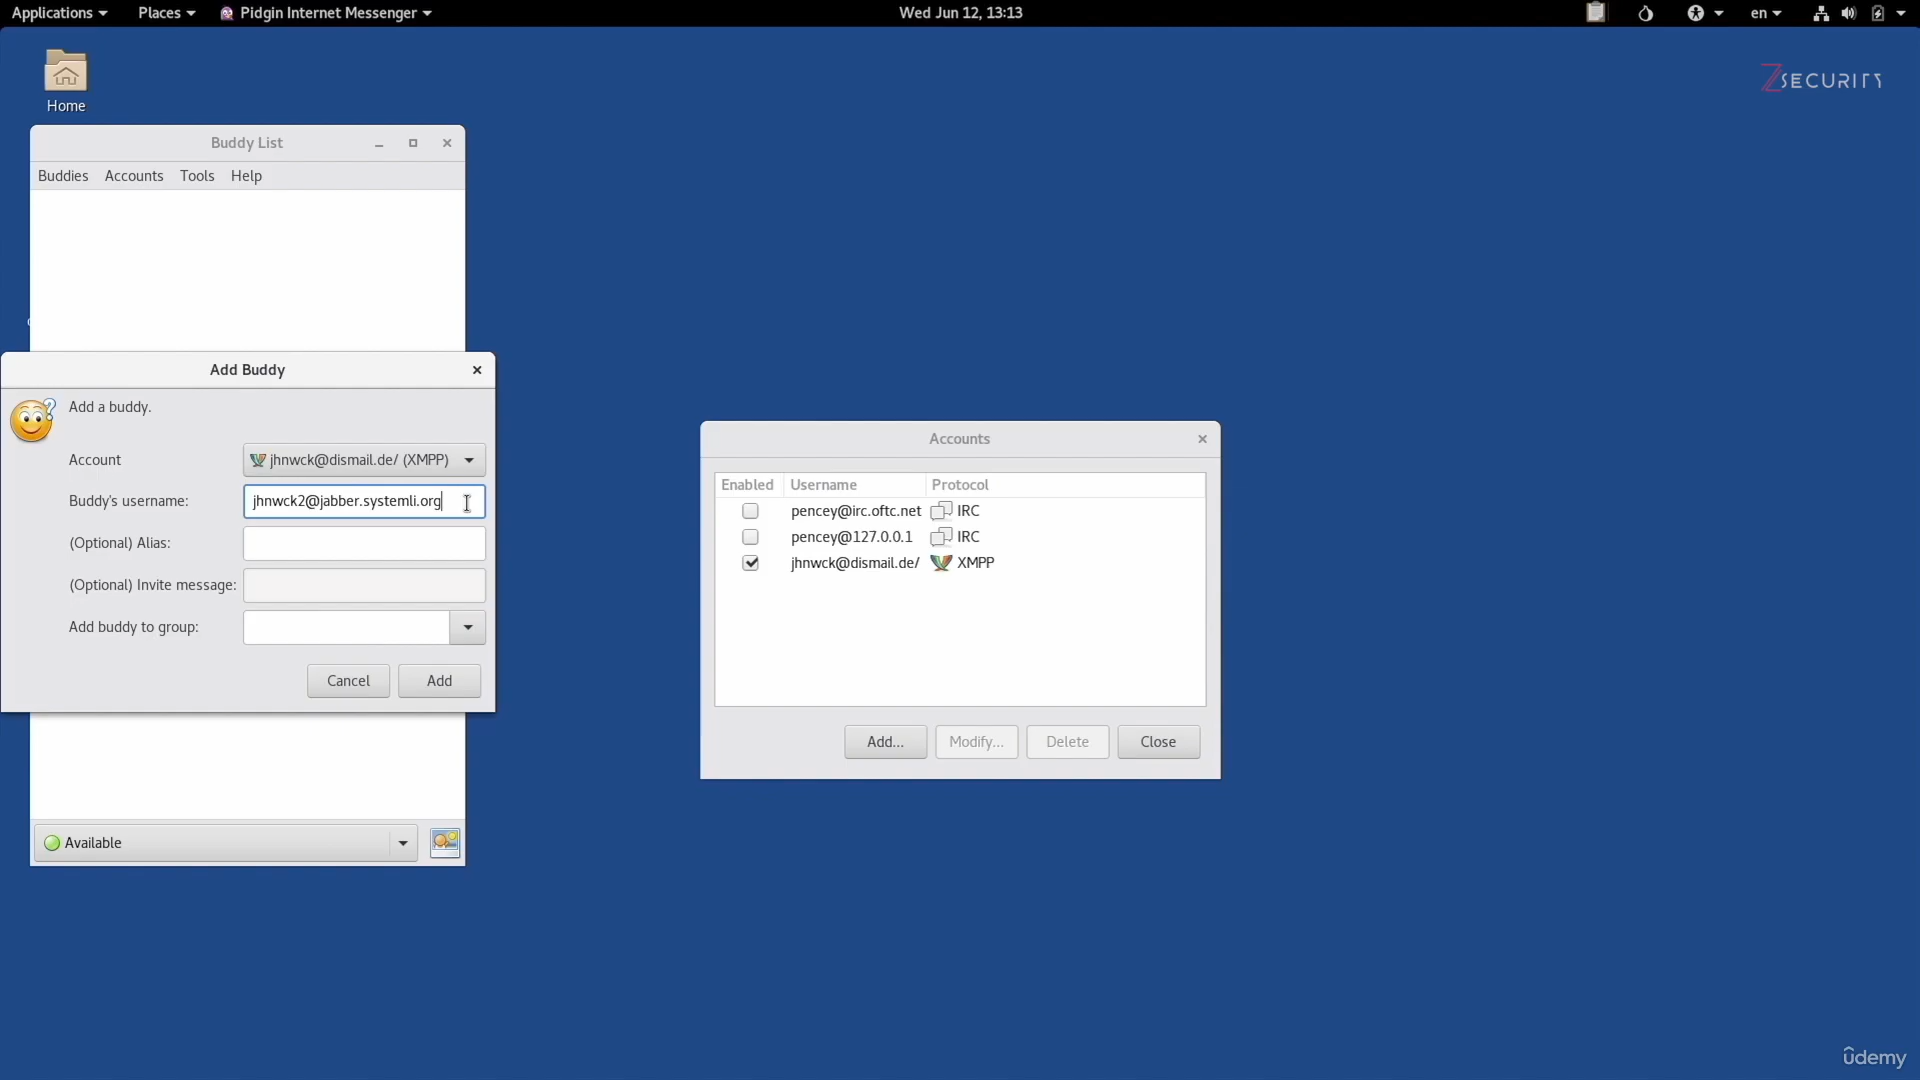 Applications
Places
Pidgin Internet Messenger
Wed Jun 12, 13:13
en
Home
ZSECURITY
Buddy List
Buddies Accounts Tools Help
Add Buddy
Add a buddy.
Account
jhnwck@dismail.de/ (XMPP)
Buddy's username:
jhnwck2@jabber.systemli.org
(Optional) Alias:
(Optional) Invite message:
Add buddy to group:
Cancel
Add
Available
Accounts
Enabled Username Protocol
pencey@irc.oftc.net IRC
pencey@127.0.0.1 IRC
jhnwck@dismail.de/ XMPP
Add...
Modify...
Delete
Close
ûdemy